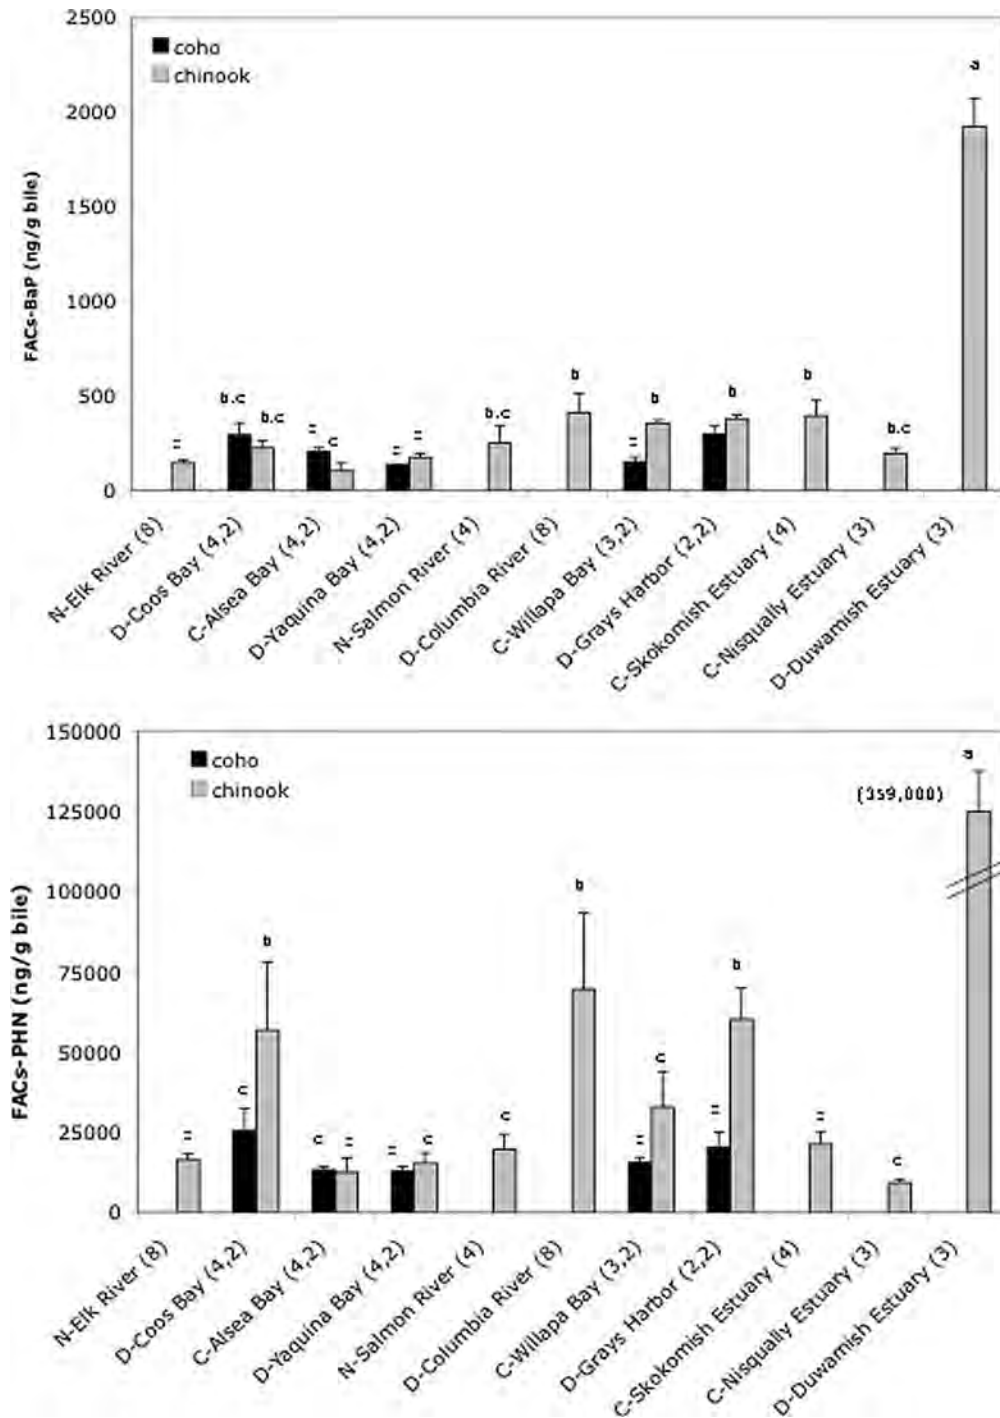 2500
coho
chinook
a
2000
FACs-BaP (ng/g bile)
1500
1000
500
b.c
b.c
c
b.c
b
b
b
b
b.c
0
N-Elk River (8)
D-Coos Bay (4,2)
C-Alsea Bay (4,2)
D-Yaquina Bay (4,2)
N-Salmon River (4)
D-Columbia River (8)
C-Willapa Bay (3,2)
D-Grays Harbor (2,2)
C-Skokomish Estuary (4)
C-Nisqually Estuary (3)
D-Duwamish Estuary (3)
150000
coho
chinook
a
(359,000)
125000
FACs-PHN (ng/g bile)
100000
b
b
b
75000
50000
c
c
c
c
c
c
25000
0
N-Elk River (8)
D-Coos Bay (4,2)
C-Alsea Bay (4,2)
D-Yaquina Bay (4,2)
N-Salmon River (4)
D-Columbia River (8)
C-Willapa Bay (3,2)
D-Grays Harbor (2,2)
C-Skokomish Estuary (4)
C-Nisqually Estuary (3)
D-Duwamish Estuary (3)